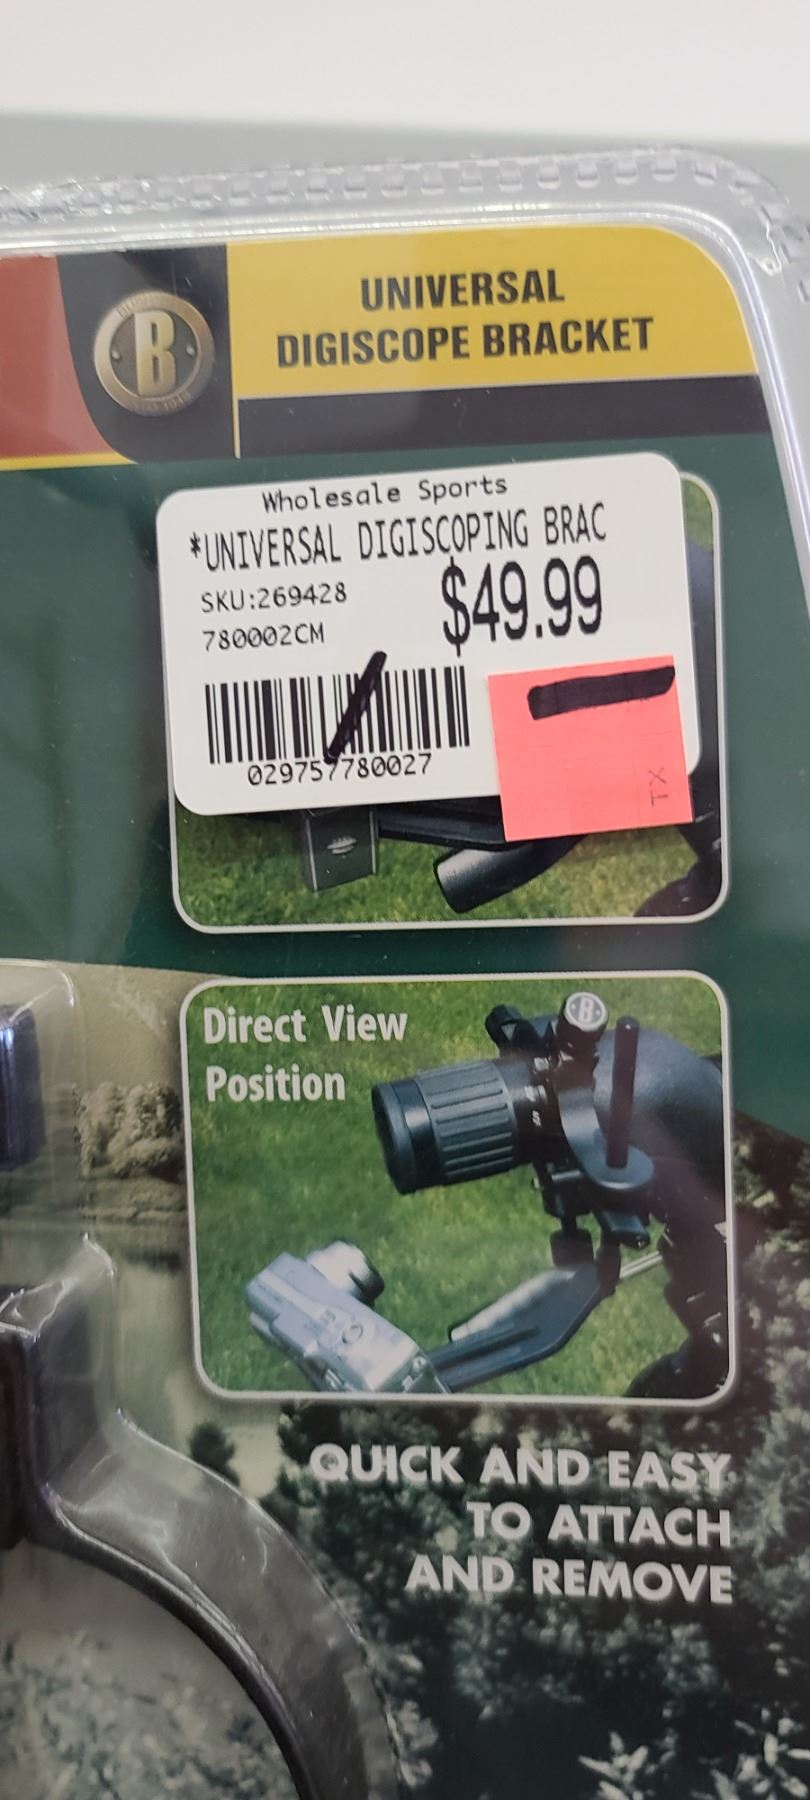 UNIVERSAL
DIGISCOPE BRACKET
B
Wholesale Sports
*UNIVERSAL DIGISCOPING BRAC
SKU:269428
$49.99
780002CM
029757780027
TX
Direct View
Position
B
QUICK AND EASY
TO ATTACH
AND REMOVE